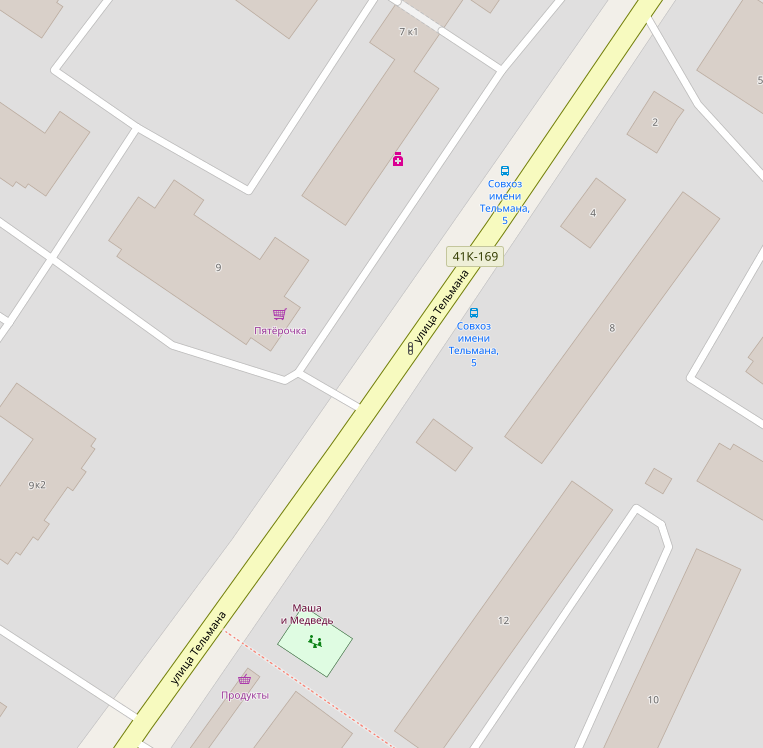 7 к1
5
2
Совхоз
имени
Тельмана,
5
4
41К-169
9
улица Тельмана
Пятёрочка
Совхоз
имени
Тельмана,
5
8
9к2
Маша
и Медведь
12
улица Тельмана
Продукты
10